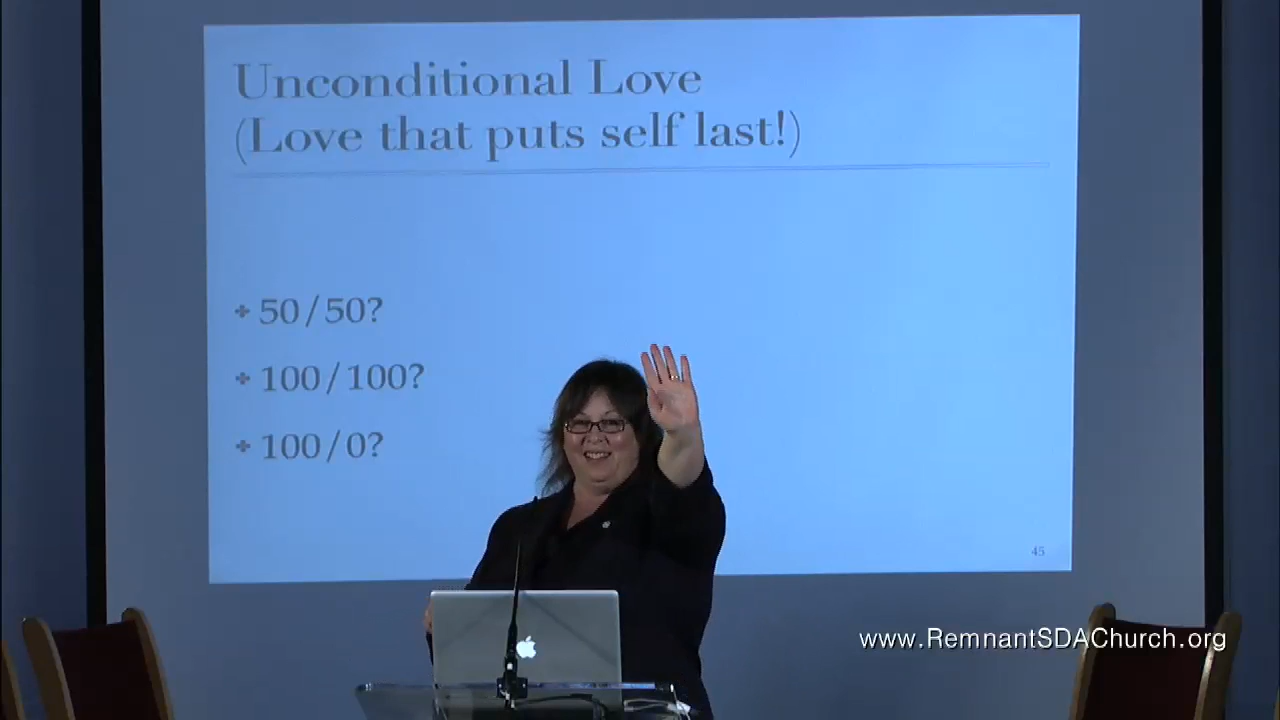 Unconditional Love
(Love that puts self last!)
50/50?
100/100?
100/0?
45
www.RemnantSDAChurch.org